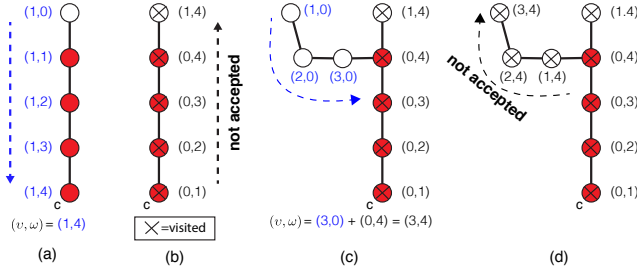 (1,0) (1,4) (1,0) (1,4) (3,4) (1,4)
(1,1) (0,4) (0,4) (0,4)
(2,0) (3,0) (2,4) (1,4)
(1,2) (0,3) (0,3) (0,3)
(1,3) (0,2) (0,2) (0,2)
(1,4) (0,1) (0,1) (0,1)
not accepted
not accepted
c c c c
(υ,ω) = (1,4) (υ,ω) = (3,0) + (0,4) = (3,4)
=visited
(a) (b) (c) (d)